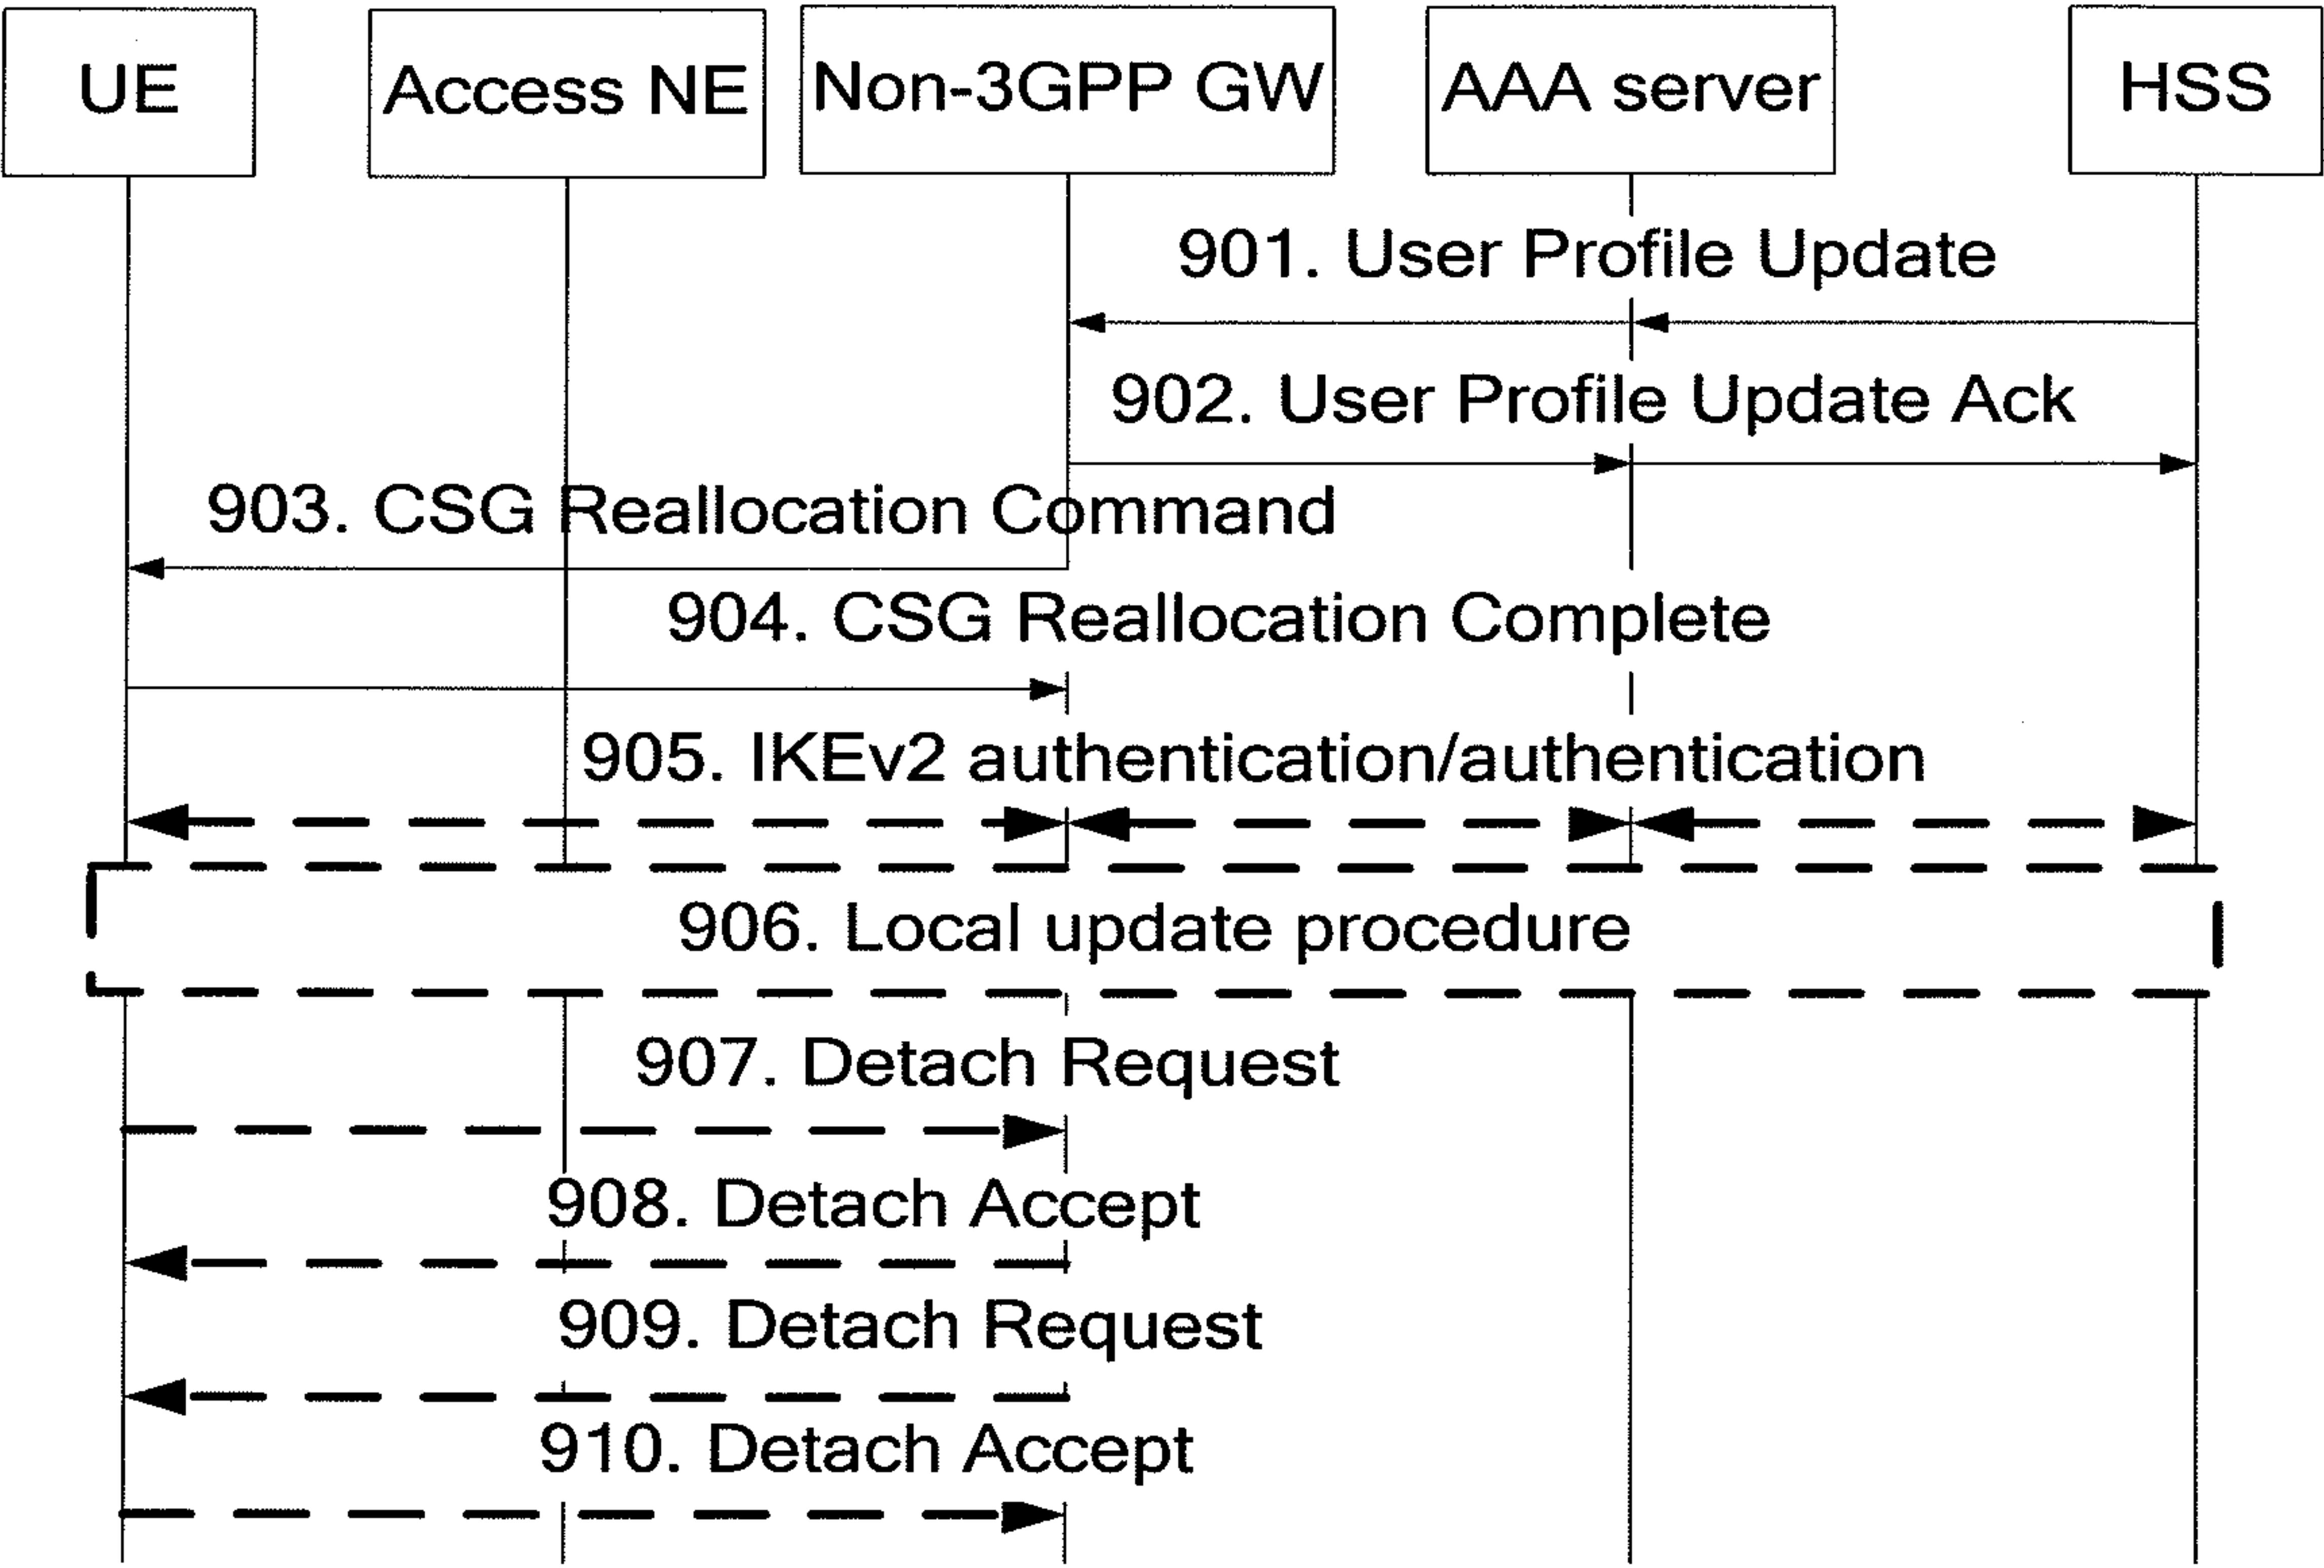 UE
Access NE
Non-3GPP GW
AAA server
HSS
901. User Profile Update
902. User Profile Update Ack
903. CSG Reallocation Command
904. CSG Reallocation Complete
905. IKEv2 authentication/authentication
906. Local update procedure
907. Detach Request
908. Detach Accept
909. Detach Request
910. Detach Accept